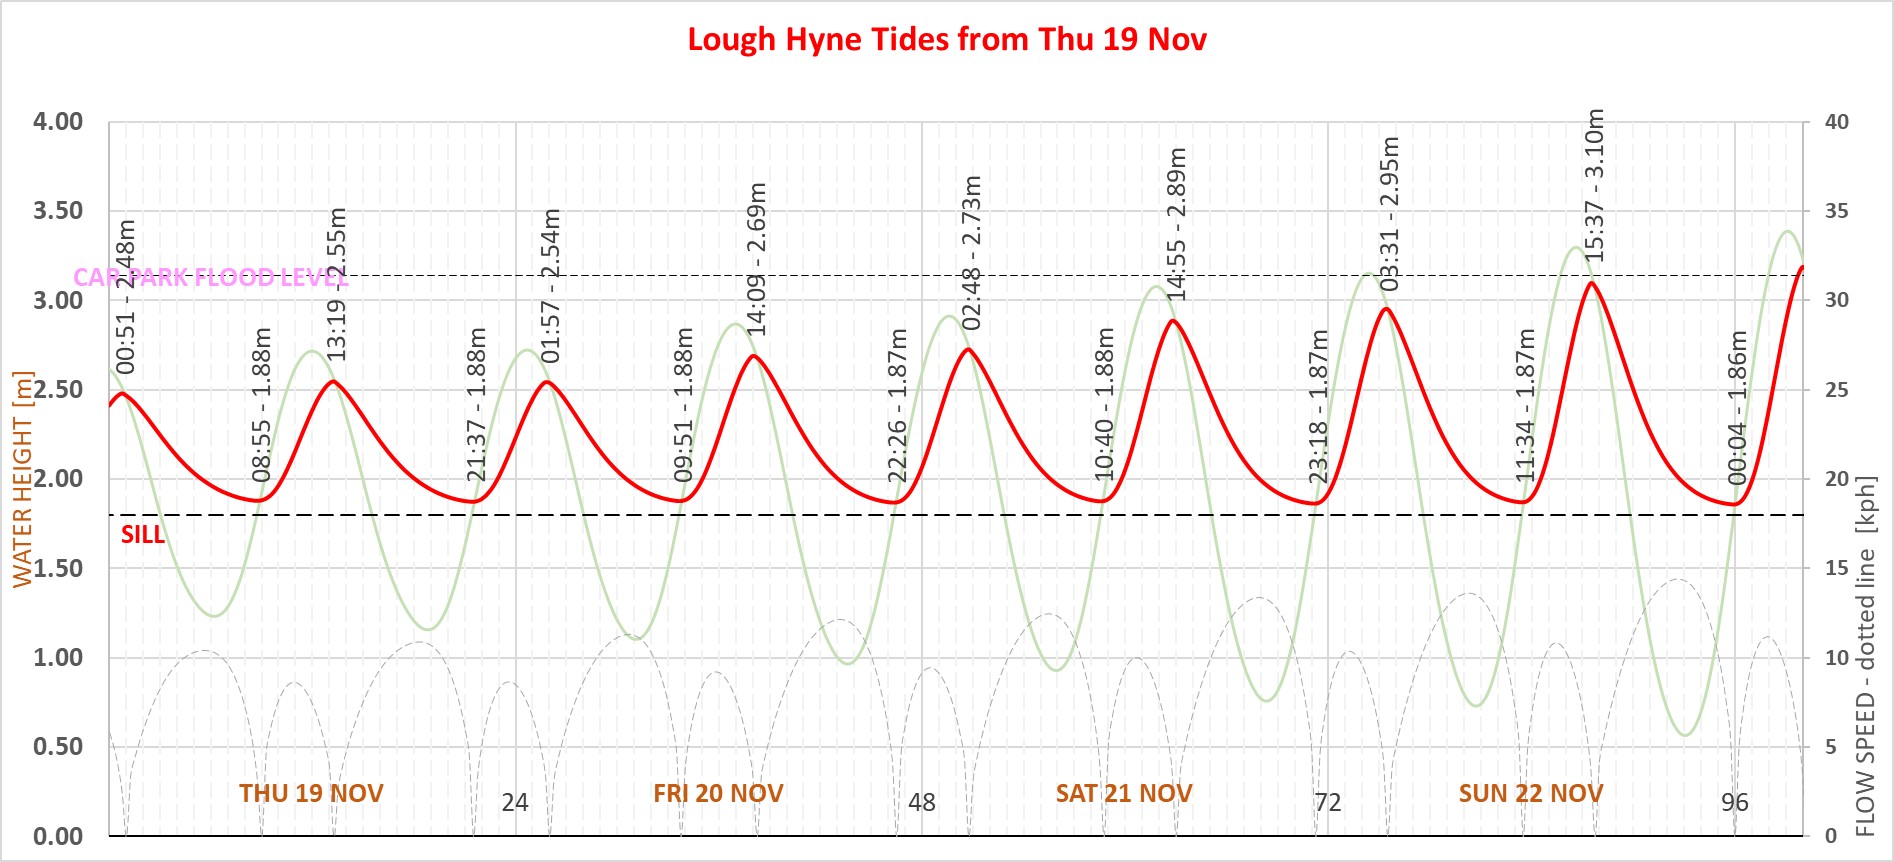 Lough Hyne Tides from Thu 19 Nov
4.00
3.50
3.00
2.50
2.00
1.50
1.00
0.50
0.00
WATER HEIGHT [m]
40
35
30
25
20
15
10
5
0
FLOW SPEED - dotted line [kph]
CAR PARK FLOOD LEVEL
SILL
00:51 - 2.48m
08:55 - 1.88m
13:19 - 2.55m
21:37 - 1.88m
01:57 - 2.54m
09:51 - 1.88m
14:09 - 2.69m
22:26 - 1.87m
02:48 - 2.73m
10:40 - 1.88m
14:55 - 2.89m
23:18 - 1.87m
03:31 - 2.95m
11:34 - 1.87m
15:37 - 3.10m
00:04 - 1.86m
THU 19 NOV
24
FRI 20 NOV
48
SAT 21 NOV
72
SUN 22 NOV
96